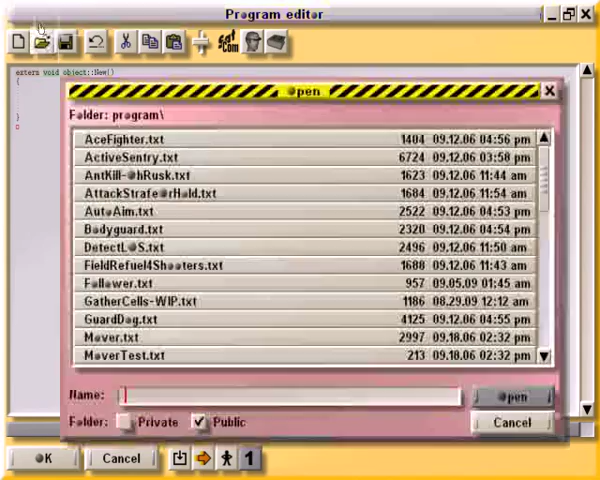 Program editor
SatCom
extern void object::New()
{
}
Open
Folder: program\
AceFighter.txt 1404 09.12.06 04:56 pm
ActiveSentry.txt 6724 09.12.06 03:58 pm
AntKill-OhRusk.txt 1623 09.12.06 11:44 am
AttackStrafeOrHold.txt 1684 09.12.06 11:54 am
AutoAim.txt 2522 09.12.06 04:53 pm
Bodyguard.txt 2320 09.12.06 04:54 pm
DetectLOS.txt 2496 09.12.06 11:50 am
FieldRefuel4Shooters.txt 1688 09.12.06 11:43 am
Follower.txt 957 09.05.09 01:45 am
GatherCells-WIP.txt 1186 08.29.09 12:12 am
GuardDog.txt 4125 09.12.06 04:55 pm
Mover.txt 2997 09.18.06 02:32 pm
MoverTest.txt 213 09.18.06 02:32 pm
Name: Open
Folder: Private Public Cancel
OK Cancel 1